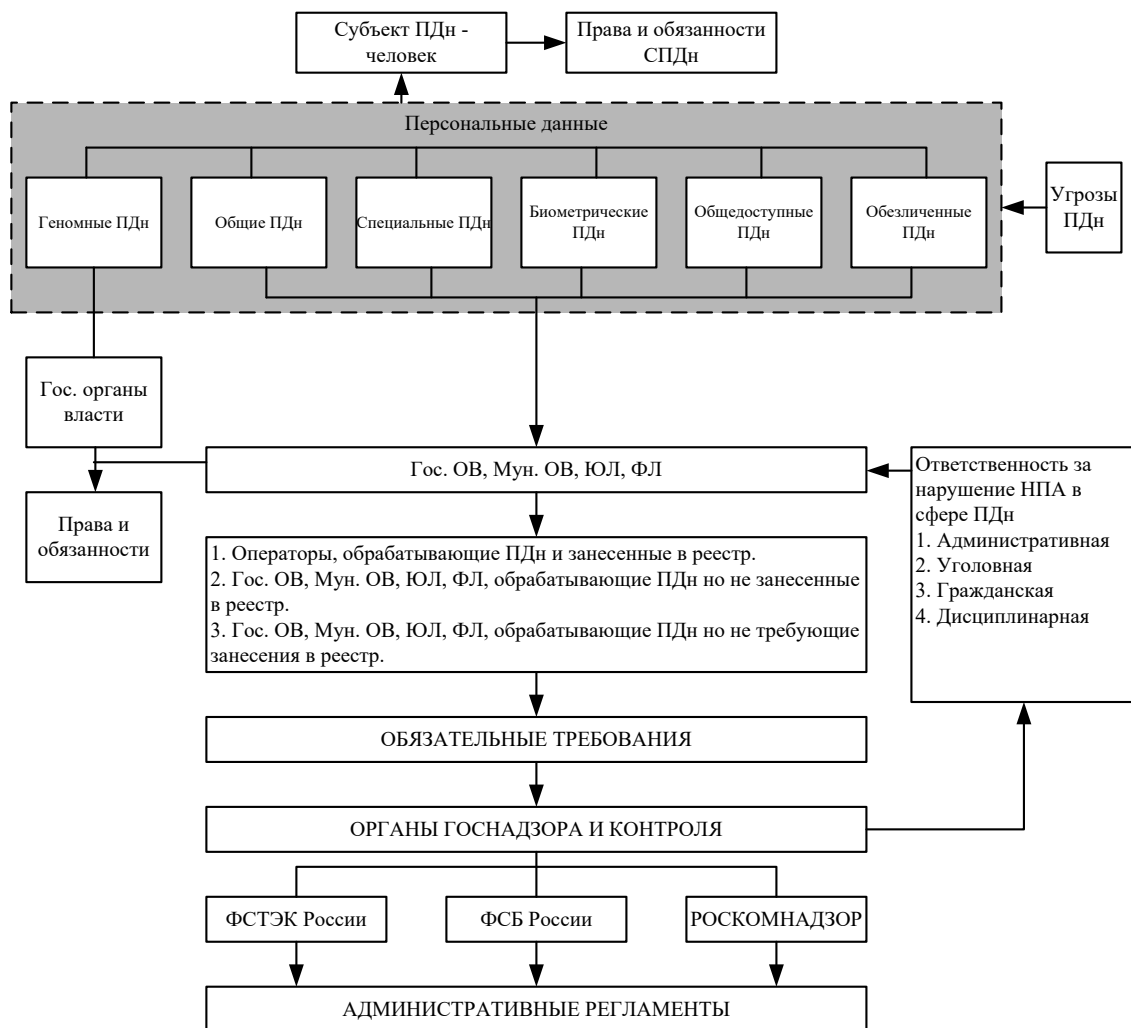 Субъект ПДн -
человек
Права и обязанности
СПДн
Персональные данные
Геномные ПДн
Общие ПДн
Специальные ПДн
Биометрические
ПДн
Общедоступные
ПДн
Обезличенные
ПДн
Угрозы
ПДн
Гос. органы
власти
Гос. ОВ, Мун. ОВ, ЮЛ, ФЛ
Права и
обязанности
Ответственность за
нарушение НПА в
сфере ПДн
1. Административная
2. Уголовная
3. Гражданская
4. Дисциплинарная
1. Операторы, обрабатывающие ПДн и занесенные в реестр.
2. Гос. ОВ, Мун. ОВ, ЮЛ, ФЛ, обрабатывающие ПДн но не занесенные
в реестр.
3. Гос. ОВ, Мун. ОВ, ЮЛ, ФЛ, обрабатывающие ПДн но не требующие
занесения в реестр.
ОБЯЗАТЕЛЬНЫЕ ТРЕБОВАНИЯ
ОРГАНЫ ГОСНАДЗОРА И КОНТРОЛЯ
ФСТЭК России
ФСБ России
РОСКОМНАДЗОР
АДМИНИСТРАТИВНЫЕ РЕГЛАМЕНТЫ